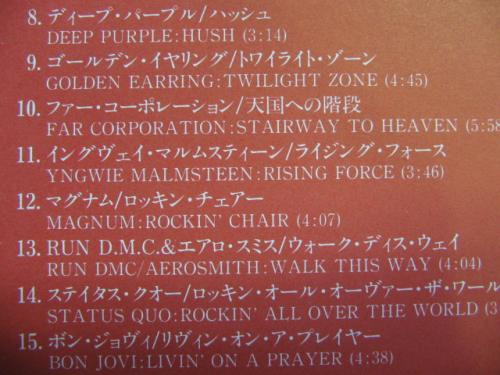 8. ディープ・パープル/ハッシュ
DEEP PURPLE:HUSH (3:14)
9. ゴールデン・イヤリング/トワイライト・ゾーン
GOLDEN EARRING:TWILIGHT ZONE (4:45)
10. ファー・コーポレーション/天国への階段
FAR CORPORATION:STAIRWAY TO HEAVEN (5:58
11. イングヴェイ・マルムスティーン/ライジング・フォース
YNGWIE MALMSTEEN:RISING FORCE (3:46)
12. マグナム/ロッキン・チェアー
MAGNUM:ROCKIN' CHAIR (4:07)
13. RUN D.M.C.&エアロ・スミス/ウォーク・ディス・ウェイ
RUN DMC/AEROSMITH:WALK THIS WAY (4:04)
14. ステイタス・クオー/ロッキン・オール・オーヴァー・ザ・ワール
STATUS QUO:ROCKIN' ALL OVER THE WORLD (3
15. ボン・ジョヴィ/リヴィン・オン・ア・プレイヤー
BON JOVI:LIVIN' ON A PRAYER (4:38)